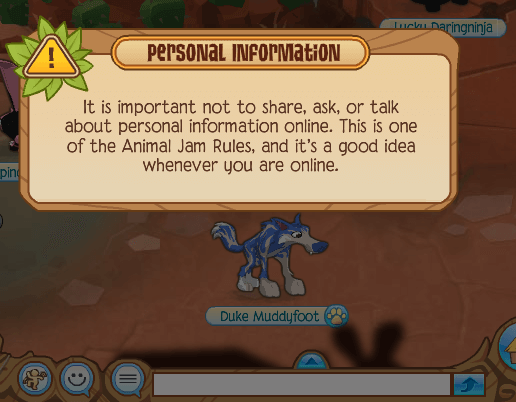 Lucky Daringninja
Personal Information
It is important not to share, ask, or talk
about personal information online. This is one
of the Animal Jam Rules, and it's a good idea
whenever you are online.
Duke Muddyfoot